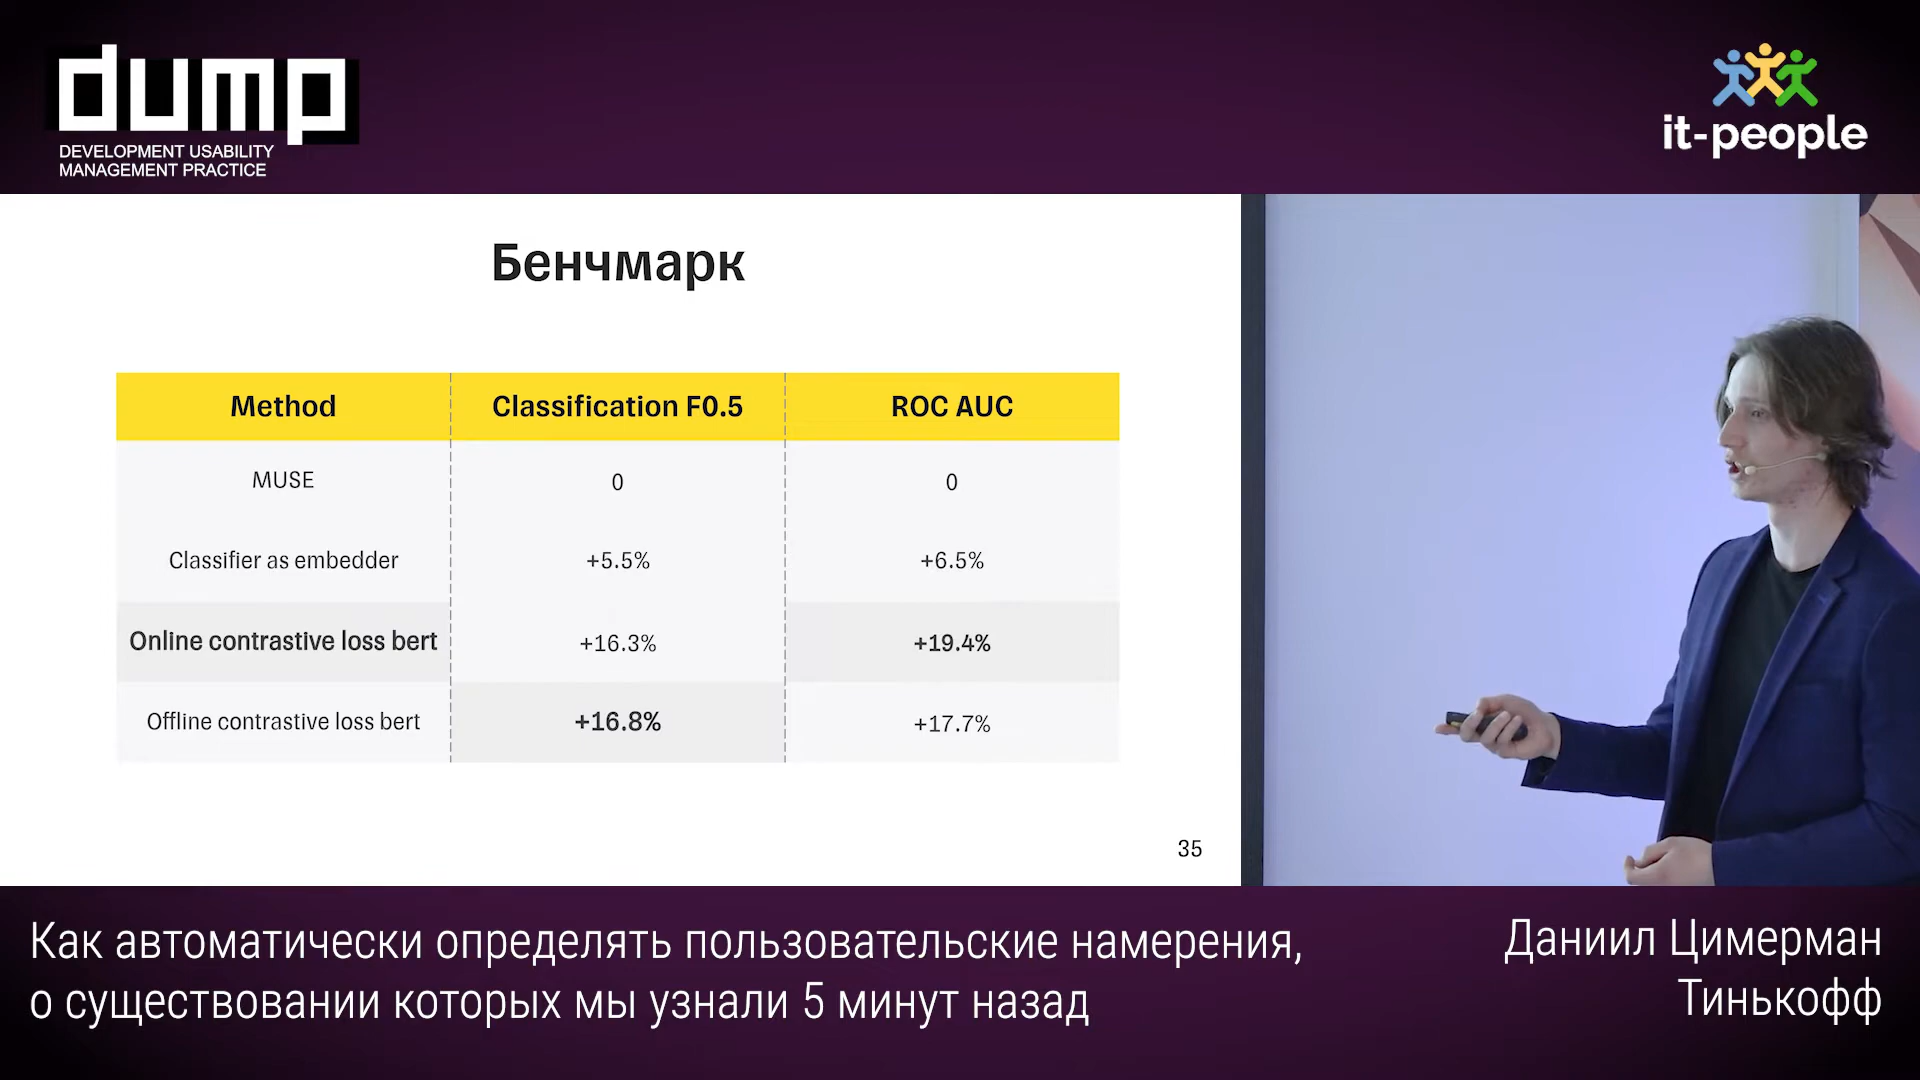 dump
DEVELOPMENT USABILITY
MANAGEMENT PRACTICE
it-people
Бенчмарк
Method Classification F0.5 ROC AUC
MUSE 0 0
Classifier as embedder +5.5% +6.5%
Online contrastive loss bert +16.3% +19.4%
Offline contrastive loss bert +16.8% +17.7%
35
Как автоматически определять пользовательские намерения,
о существовании которых мы узнали 5 минут назад
Даниил Цимерман
Тинькофф